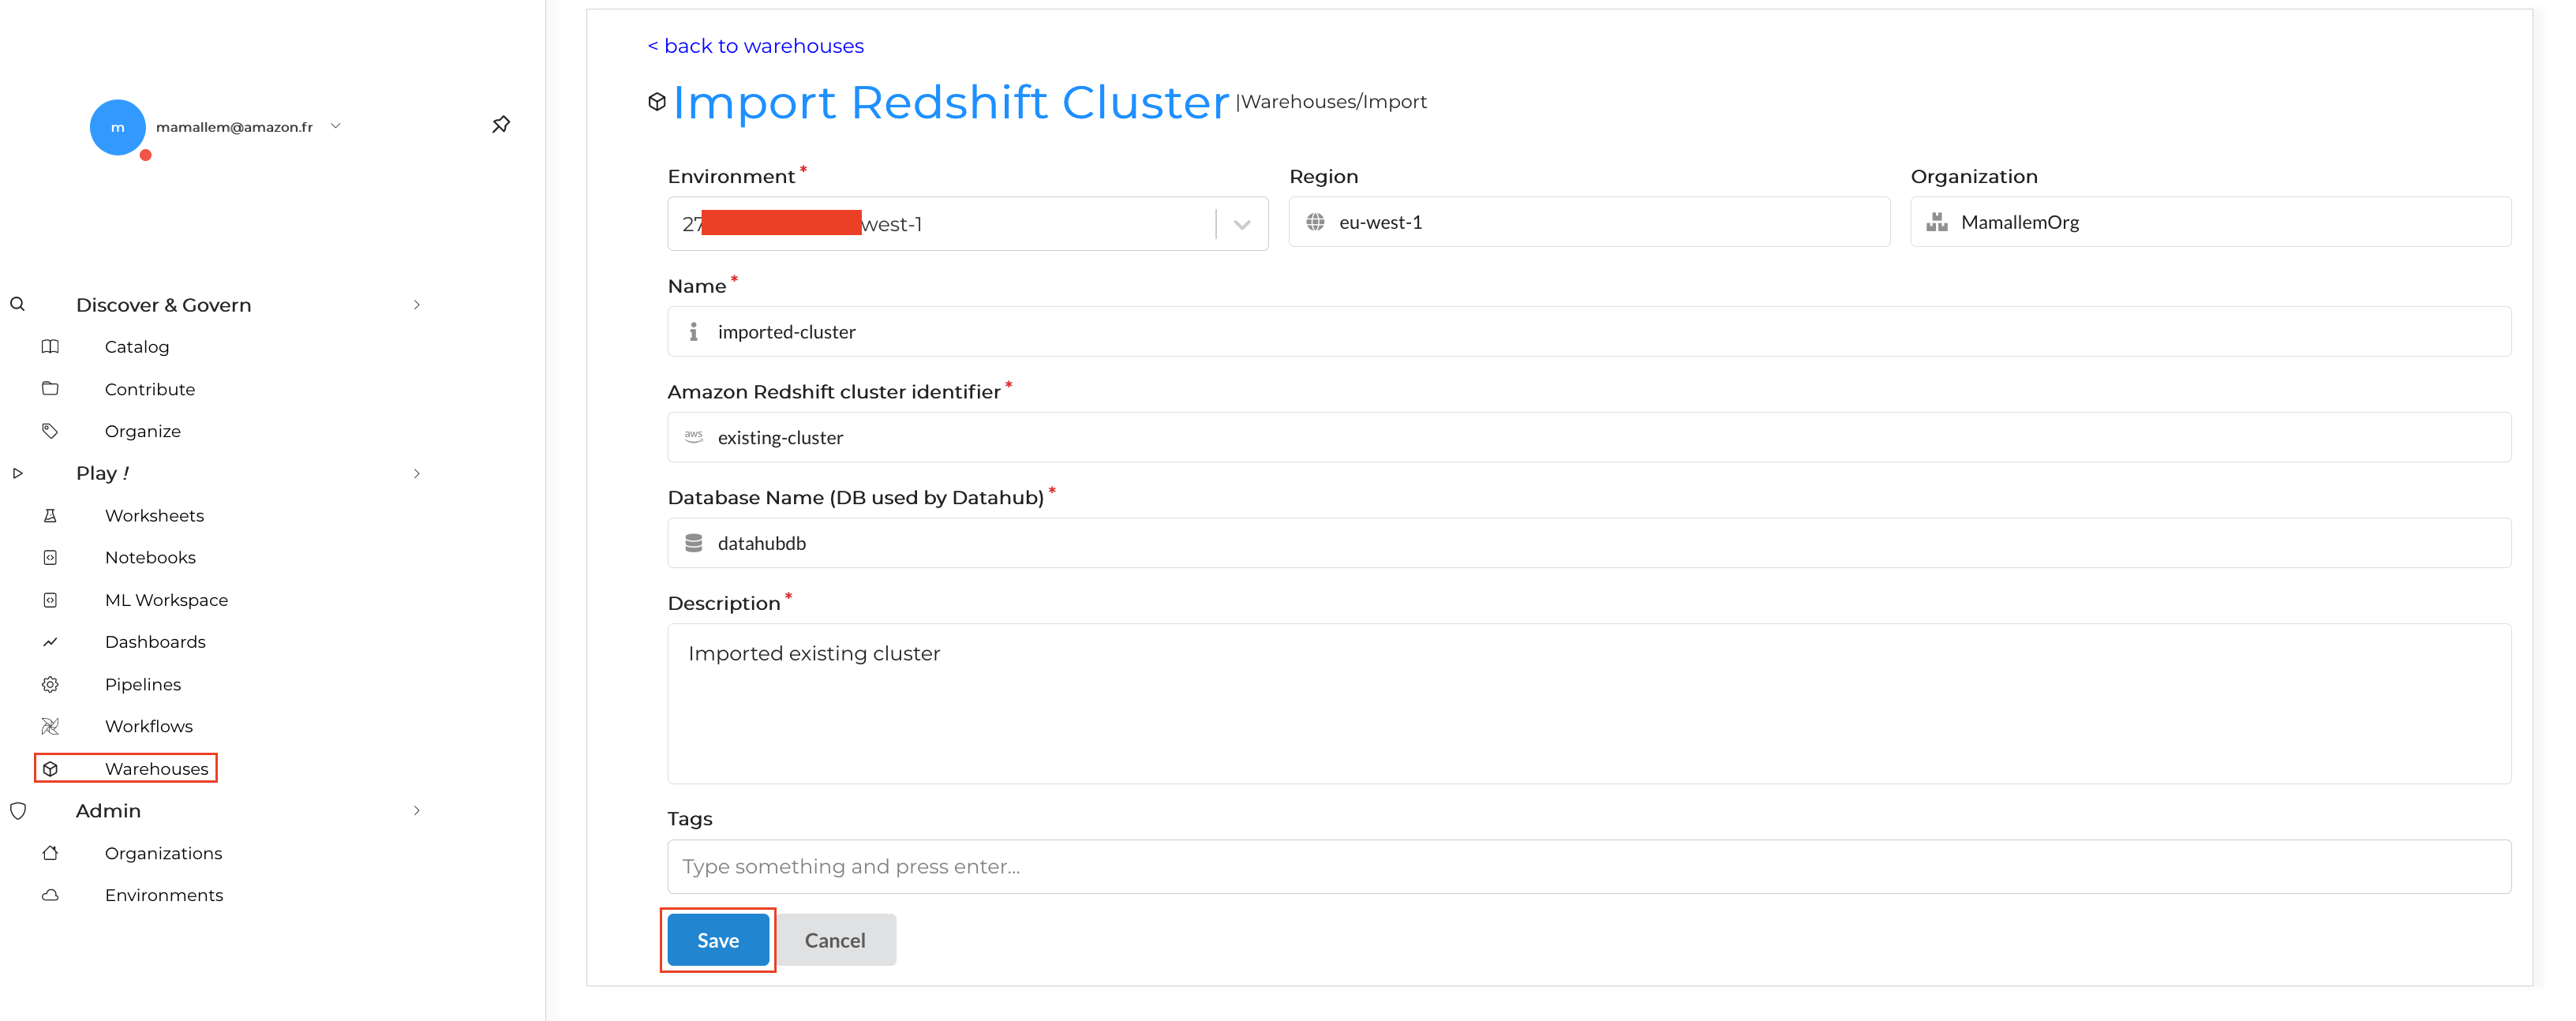 m
mamallem@amazon.fr
Discover & Govern
Catalog
Contribute
Organize
Play !
Worksheets
Notebooks
ML Workspace
Dashboards
Pipelines
Workflows
Warehouses
Admin
Organizations
Environments
< back to warehouses
Import Redshift Cluster |Warehouses/Import
Environment * Region Organization
27 west-1 eu-west-1 MamallemOrg
Name *
imported-cluster
Amazon Redshift cluster identifier *
aws existing-cluster
Database Name (DB used by Datahub) *
datahubdb
Description *
Imported existing cluster
Tags
Type something and press enter...
Save Cancel